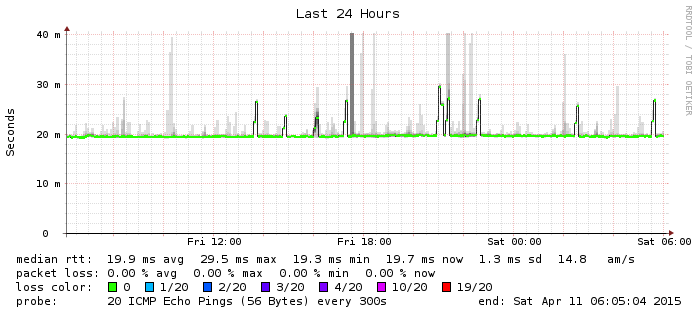 Last 24 Hours
RRDTOOL / TOBI OETIKER
Seconds
40 m
30 m
20 m
10 m
0
Fri 12:00 Fri 18:00 Sat 00:00 Sat 06:00
median rtt: 19.9 ms avg 29.5 ms max 19.3 ms min 19.7 ms now 1.3 ms sd 14.8 am/s
packet loss: 0.00 % avg 0.00 % max 0.00 % min 0.00 % now
loss color: 0 1/20 2/20 3/20 4/20 10/20 19/20
probe: 20 ICMP Echo Pings (56 Bytes) every 300s end: Sat Apr 11 06:05:04 2015